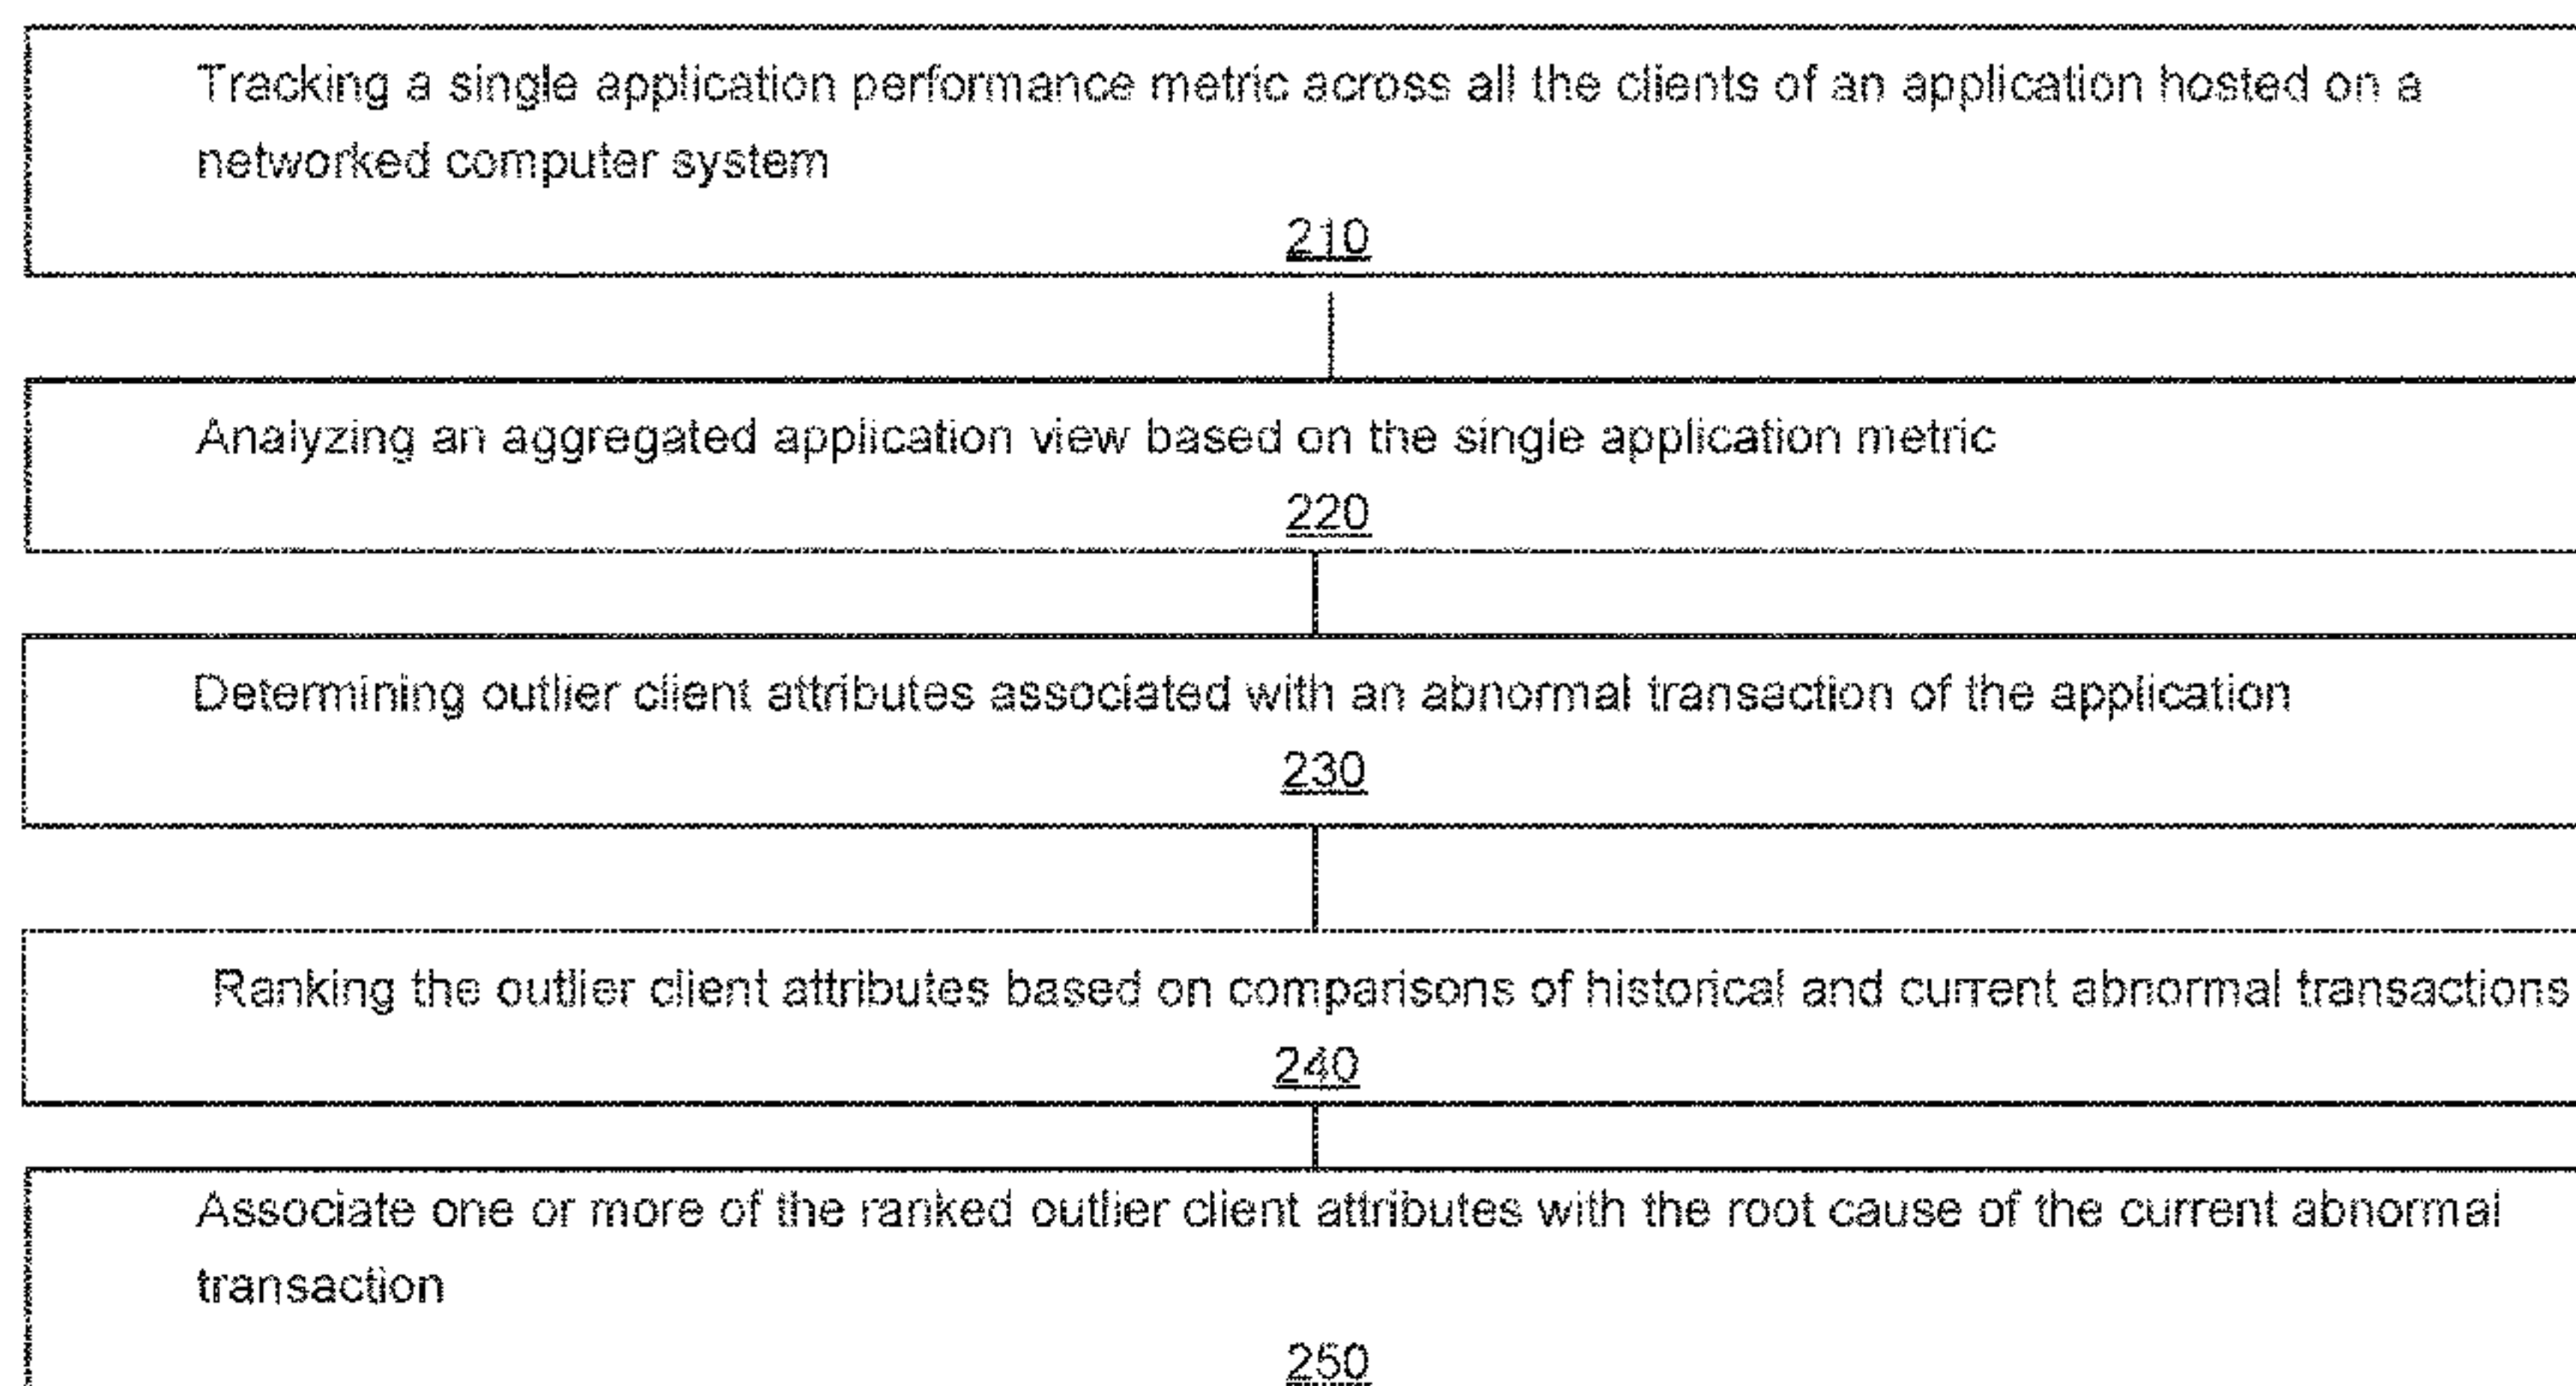 Tracking a single application performance metric across all the clients of an application hosted on a
networked computer system
210
Analyzing an aggregated application view based on the single application metric
220
Determining outlier client attributes associated with an abnormal transaction of the application
230
Ranking the outlier client attributes based on comparisons of historical and current abnormal transactions
240
Associate one or more of the ranked outlier client attributes with the root cause of the current abnormal
transaction
250